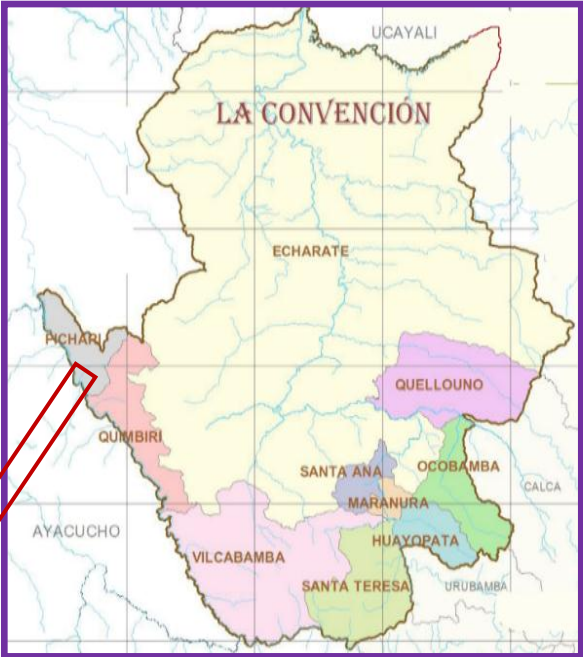 UCAYALI
LA CONVENCIÓN
ECHARATE
PICHARI
QUELLOUNO
QUIMBIRI
SANTA ANA
OCOBAMBA
CALCA
MARANURA
AYACUCHO
HUAYOPATA
VILCABAMBA
SANTA TERESA
URUBAMBA